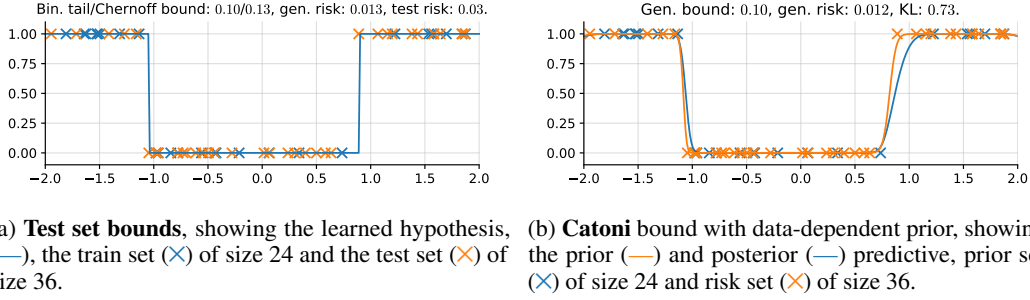 Bin. tail/Chernoff bound: 0.10/0.13, gen. risk: 0.013, test risk: 0.03.
1.00
0.75
0.50
0.25
0.00
−2.0 −1.5 −1.0 −0.5 0.0 0.5 1.0 1.5 2.0
a) Test set bounds, showing the learned hypothesis,
(—), the train set (×) of size 24 and the test set (×) of
size 36.
Gen. bound: 0.10, gen. risk: 0.012, KL: 0.73.
1.00
0.75
0.50
0.25
0.00
−2.0 −1.5 −1.0 −0.5 0.0 0.5 1.0 1.5 2.0
(b) Catoni bound with data-dependent prior, showin
the prior (—) and posterior (—) predictive, prior se
(×) of size 24 and risk set (×) of size 36.